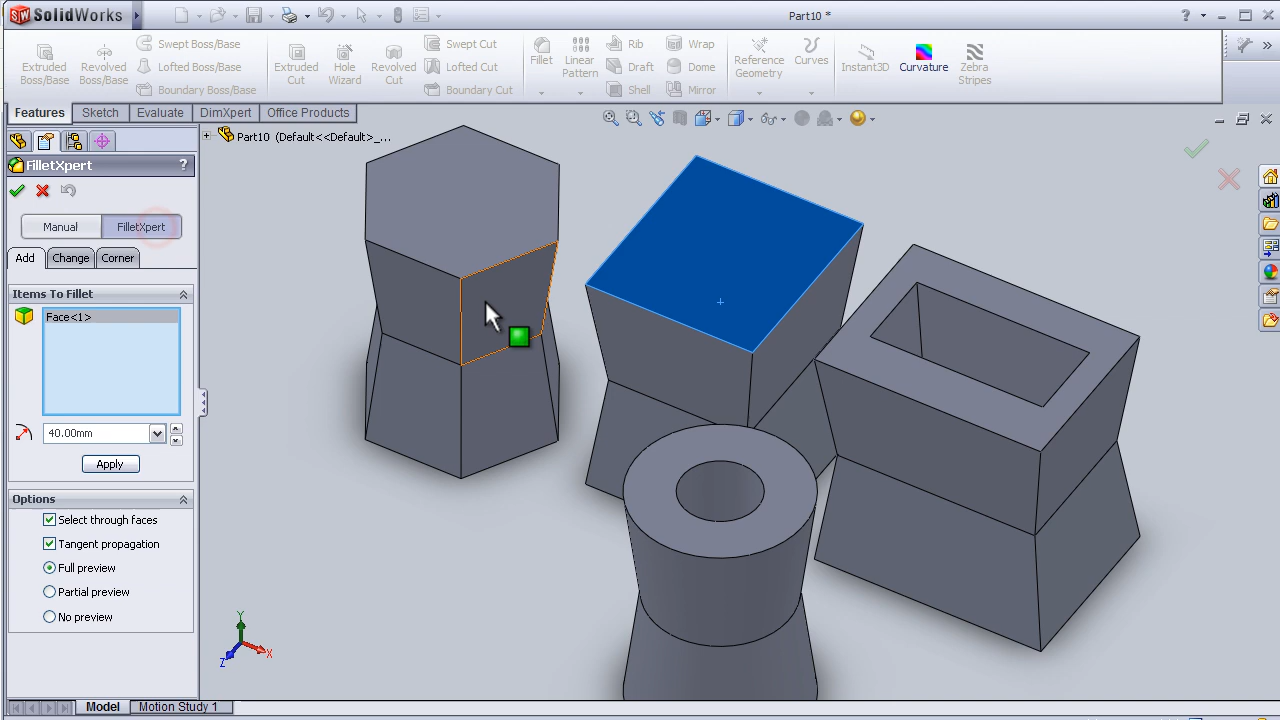 SolidWorks
Part10 *
Extruded Boss/Base
Revolved Boss/Base
Swept Boss/Base
Lofted Boss/Base
Boundary Boss/Base
Extruded Cut
Hole Wizard
Revolved Cut
Swept Cut
Lofted Cut
Boundary Cut
Fillet
Linear Pattern
Rib
Draft
Shell
Wrap
Dome
Mirror
Reference Geometry
Curves
Instant3D
Curvature
Zebra Stripes
Features
Sketch
Evaluate
DimXpert
Office Products
Part10 (Default<<Default>_...
FilletXpert
?
Manual
FilletXpert
Add
Change
Corner
Items To Fillet
Face<1>
40.00mm
Apply
Options
Select through faces
Tangent propagation
Full preview
Partial preview
No preview
Y
X
Z
Model
Motion Study 1